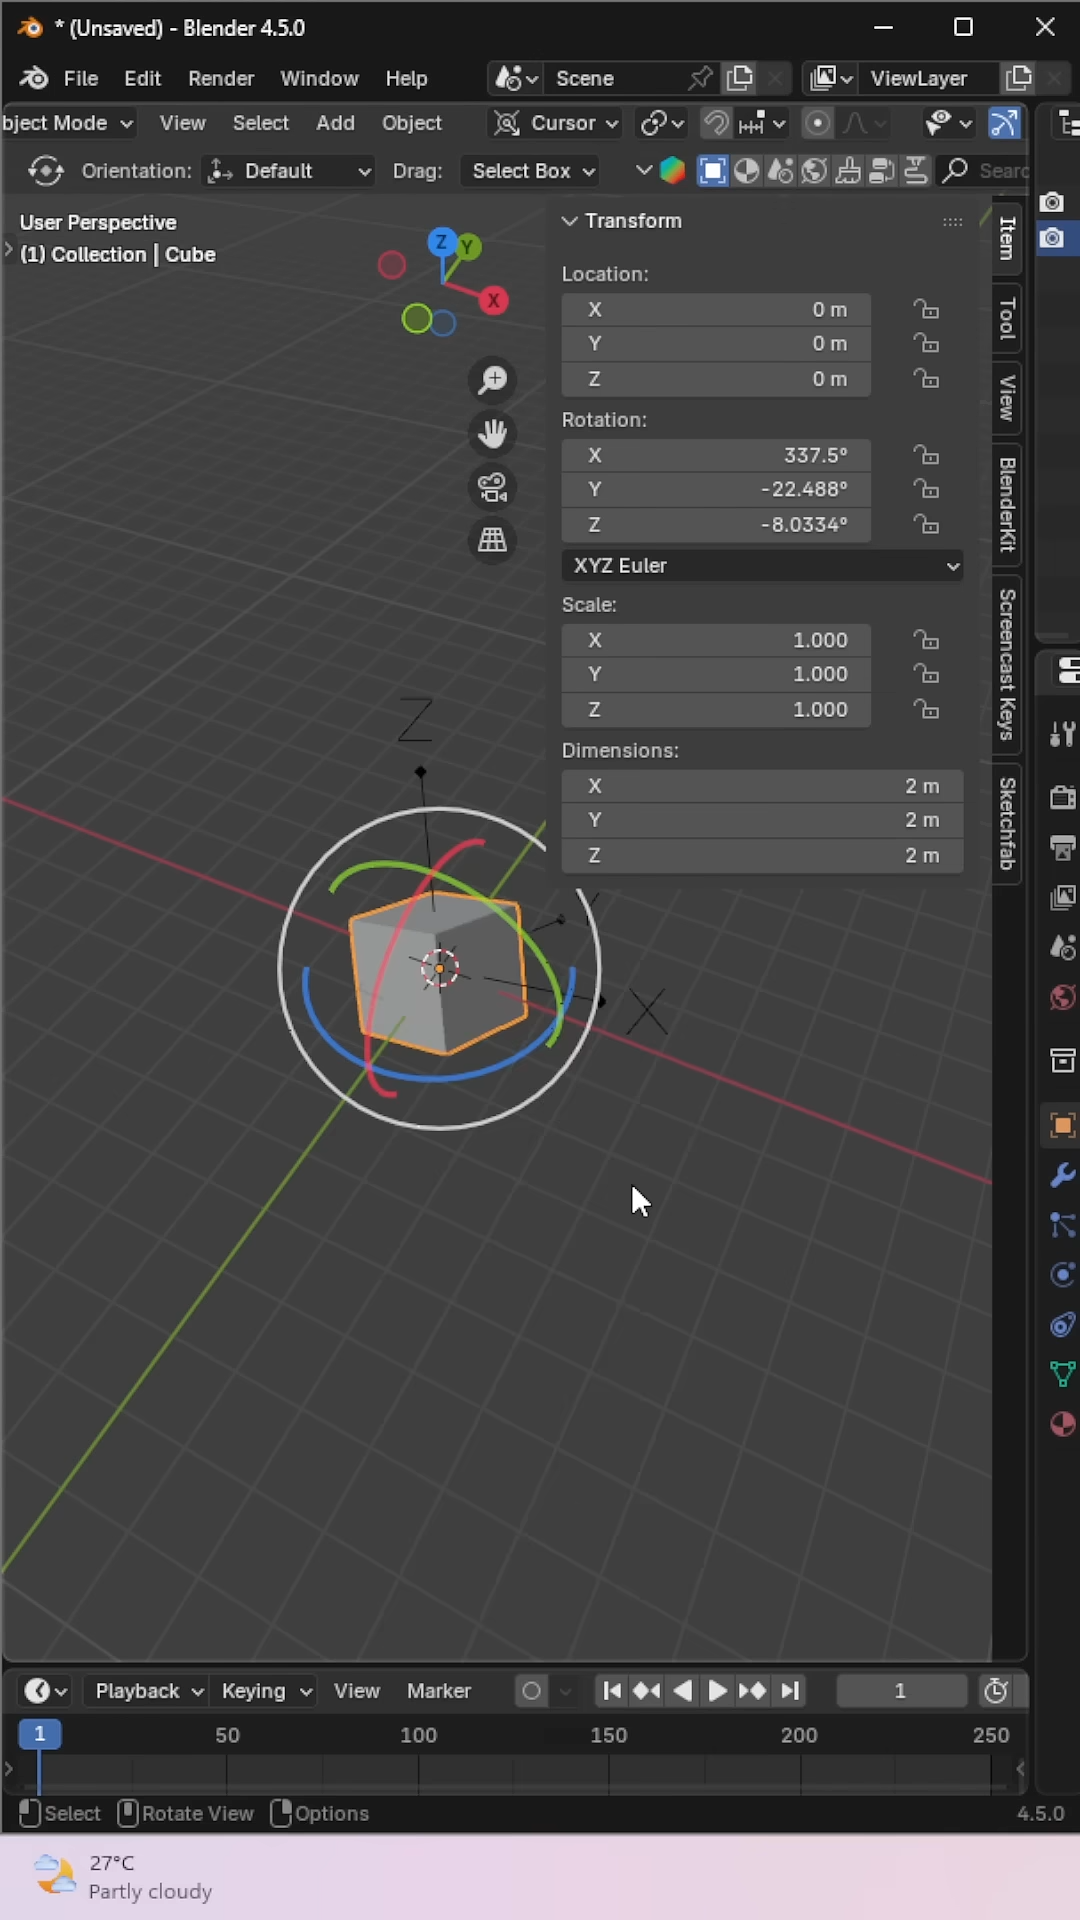 * (Unsaved) - Blender 4.5.0
File Edit Render Window Help Scene ViewLayer
bject Mode View Select Add Object Cursor
Orientation: Default Drag: Select Box Searc
User Perspective
(1) Collection | Cube
Z
Y
X
Transform
Location:
X 0 m
Y 0 m
Z 0 m
Rotation:
X 337.5°
Y -22.488°
Z -8.0334°
XYZ Euler
Scale:
X 1.000
Y 1.000
Z 1.000
Dimensions:
X 2 m
Y 2 m
Z 2 m
Item
Tool
View
BlenderKit
Screencast Keys
Sketchfab
Z
X
Playback Keying View Marker 1
1 50 100 150 200 250
Select Rotate View Options 4.5.0
27°C
Partly cloudy